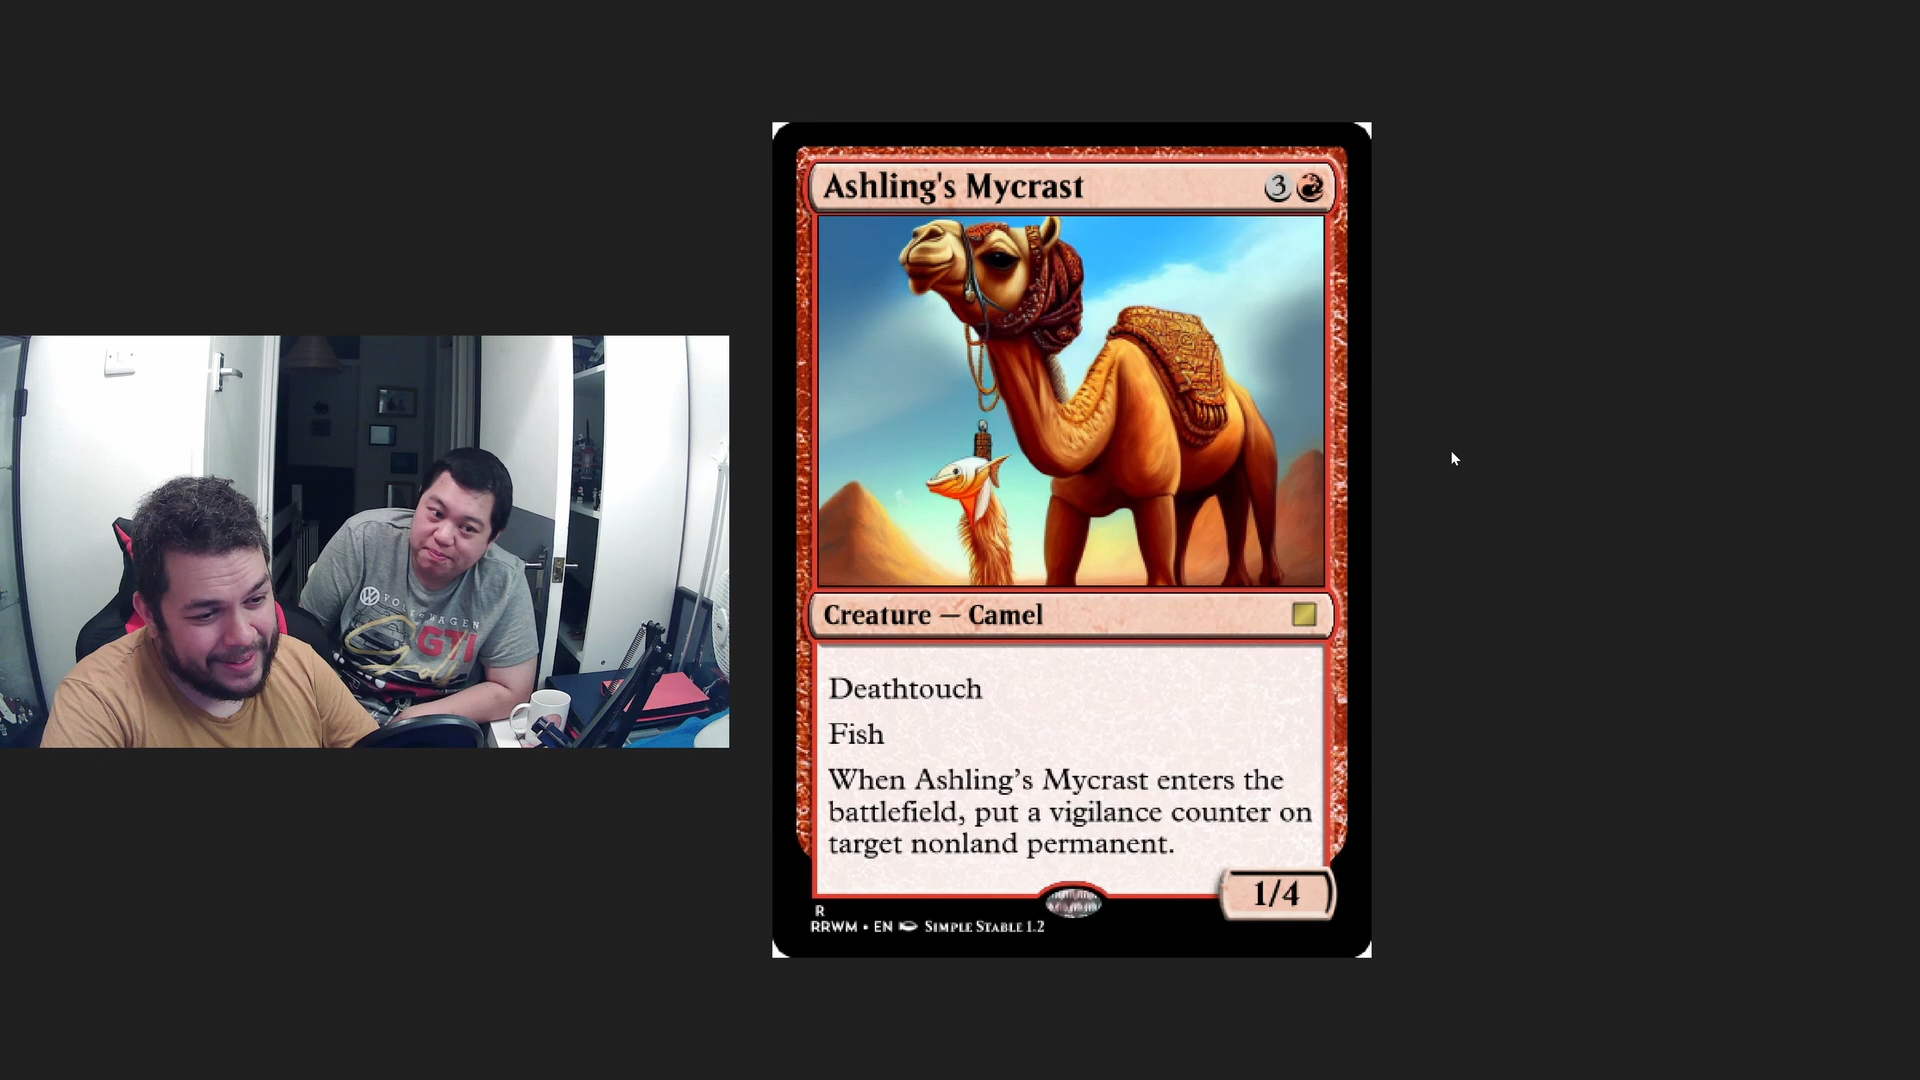 Ashling's Mycrast
3
Creature — Camel
Deathtouch
Fish
When Ashling's Mycrast enters the
battlefield, put a vigilance counter on
target nonland permanent.
1/4
R
RRWM • EN SIMPLE STABLE 1.2
VOLKSWAGEN
GTI